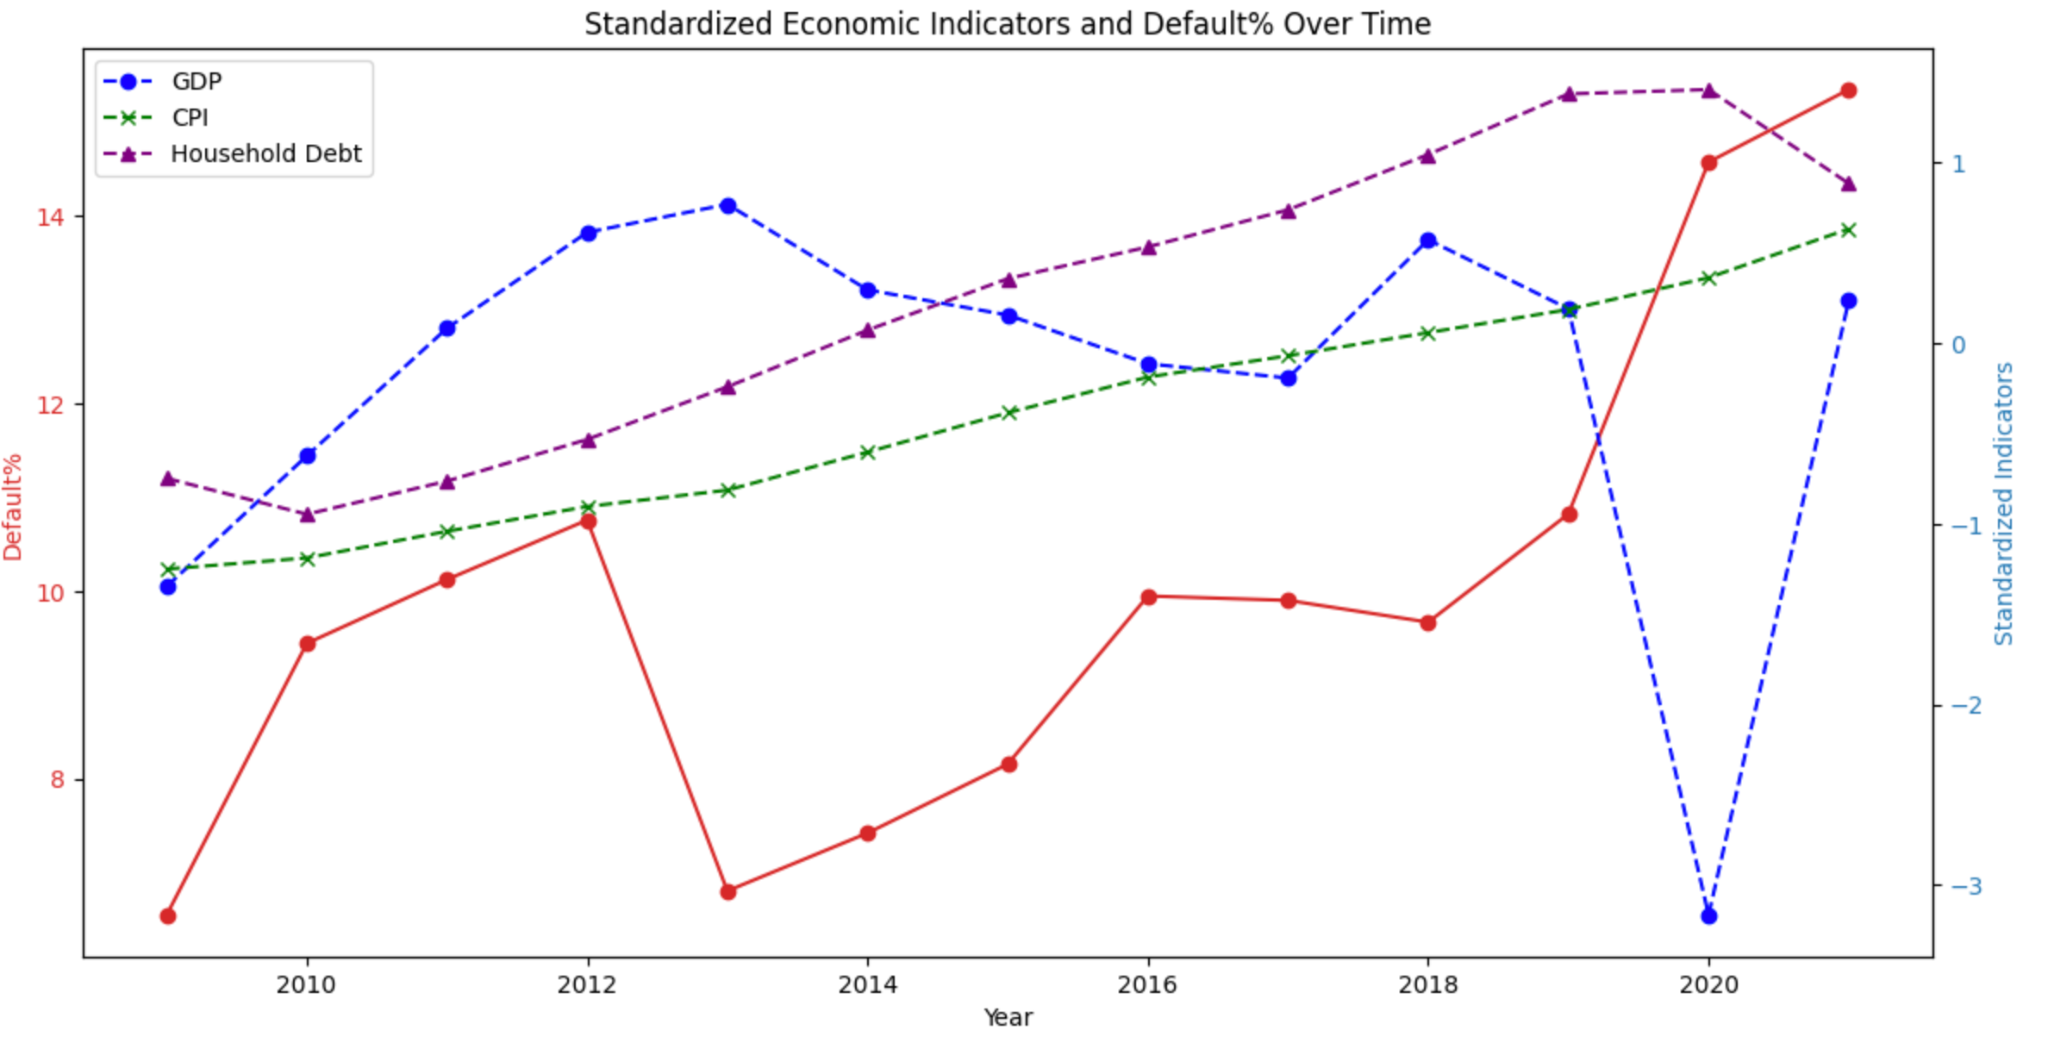 Standardized Economic Indicators and Default% Over Time
GDP
CPI
Household Debt
14
12
10
8
Default%
1
0
−1
−2
−3
Standardized Indicators
2010
2012
2014
2016
2018
2020
Year